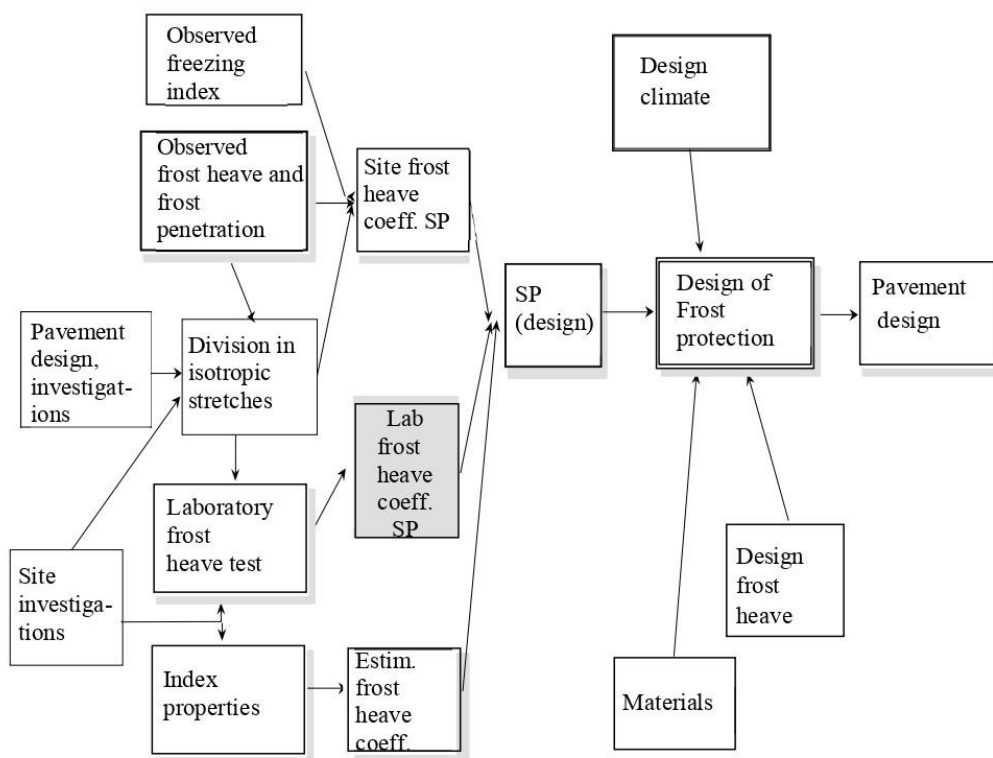 Observed
freezing
index
Observed
frost heave and
frost
penetration
Site frost
heave
coeff. SP
Design
climate
Pavement
design,
investigat-
ions
Division in
isotropic
stretches
SP
(design)
Design of
Frost
protection
Pavement
design
Lab
frost
heave
coeff.
SP
Laboratory
frost
heave test
Site
investiga-
tions
Index
properties
Estim.
frost
heave
coeff.
Design
frost
heave
Materials